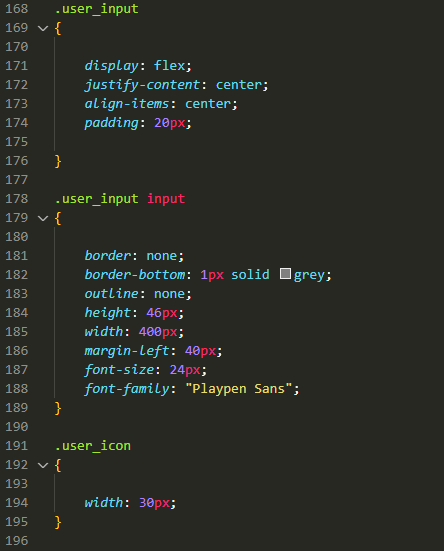 168 .user_input
169 {
170
171 display: flex;
172 justify-content: center;
173 align-items: center;
174 padding: 20px;
175
176 }
177
178 .user_input input
179 {
180
181 border: none;
182 border-bottom: 1px solid grey;
183 outline: none;
184 height: 46px;
185 width: 400px;
186 margin-left: 40px;
187 font-size: 24px;
188 font-family: "Playpen Sans";
189 }
190
191 .user_icon
192 {
193
194 width: 30px;
195 }
196